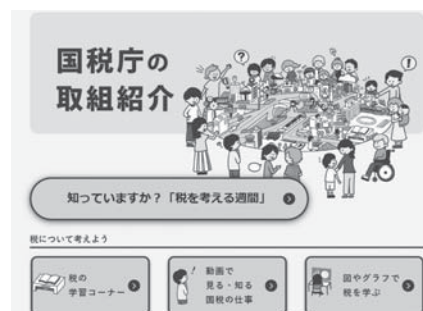 国税庁の
取組紹介
?
!
知っていますか?「税を考える週間」
税について考えよう
税の
学習コーナー
!
動画で
見る・知る
国税の仕事
図やグラフで
税を学ぶ